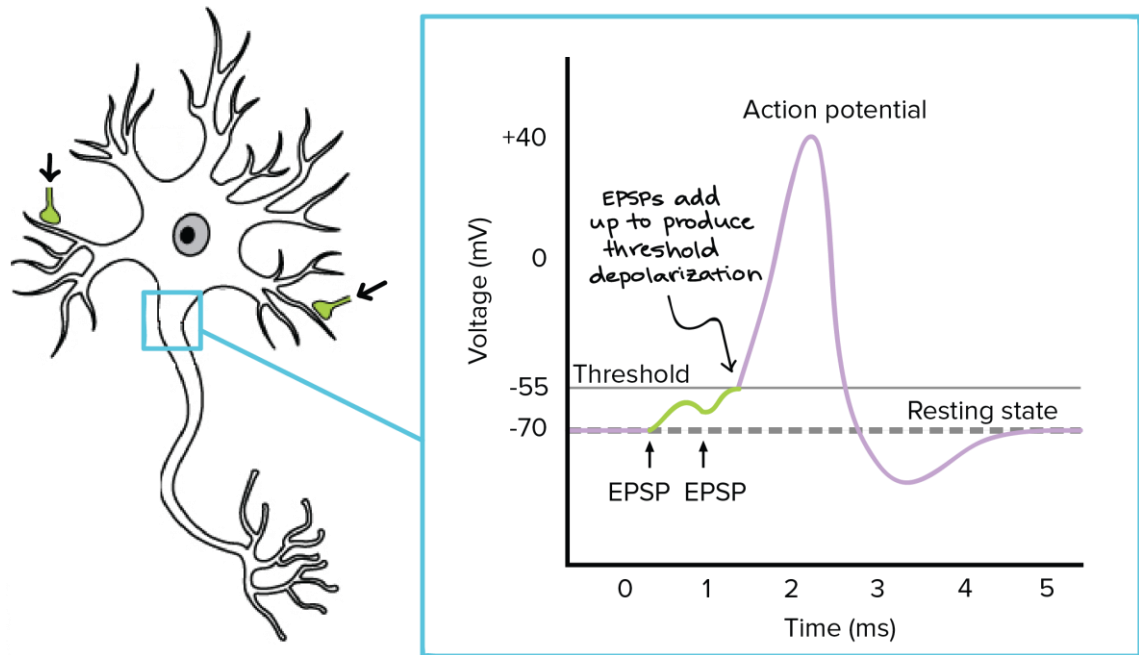 Action potential
+40
EPSPs add
up to produce
threshold
depolarization
0
Voltage (mV)
Threshold
-55
Resting state
-70
EPSP EPSP
0 1 2 3 4 5
Time (ms)